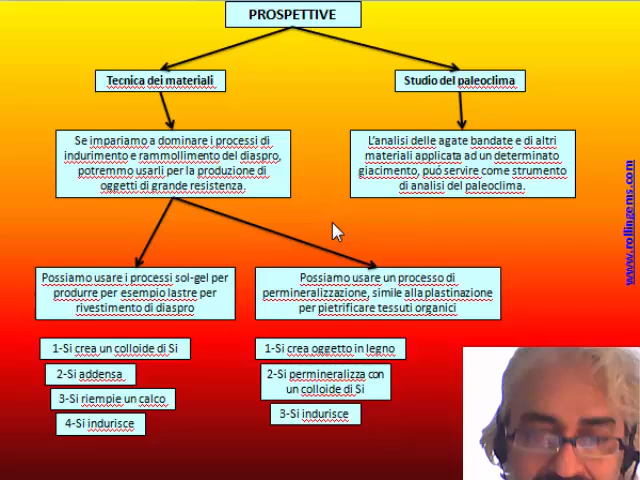 PROSPETTIVE
Tecnica dei materiali
Studio del paleoclima
Se impariamo a dominare i processi di
indurimento e rammollimento del diaspro,
potremmo usarli per la produzione di
oggetti di grande resistenza.
L'analisi delle agate bandate e di altri
materiali applicata ad un determinato
giacimento, puó servire come strumento
di analisi del paleoclima.
Possiamo usare i processi sol-gel per
produrre per esempio lastre per
rivestimento di diaspro
Possiamo usare un processo di
permineralizzazione, simile alla plastinazione
per pietrificare tessuti organici
1-Si crea un colloide di Si
2-Si addensa
3-Si riempie un calco
4-Si indurisce
1-Si crea oggetto in legno
2-Si permineralizza con
un colloide di Si
3-Si indurisce
www.rollingems.com